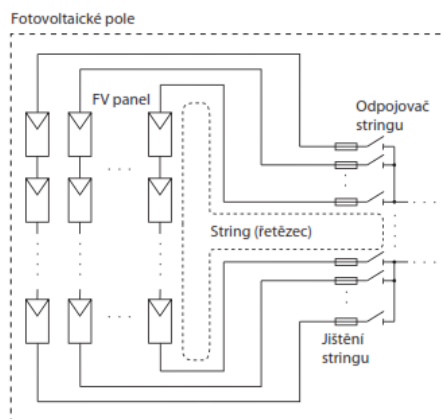 Fotovoltaické pole
FV panel
Odpojovač
stringu
String (řetězec)
Jištění
stringu